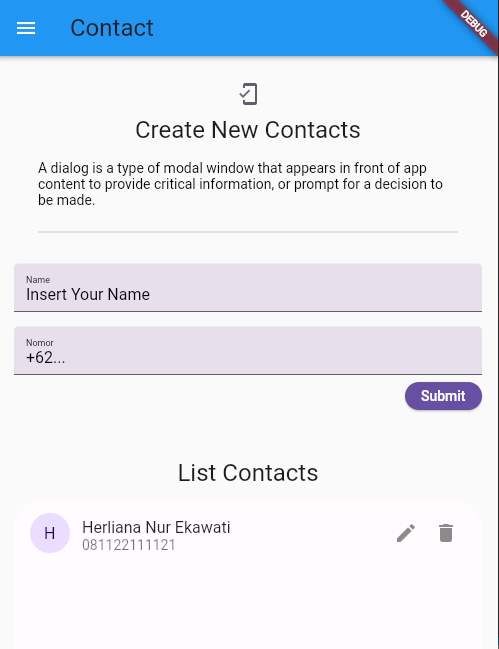 Contact
DEBUG
Create New Contacts
A dialog is a type of modal window that appears in front of app
content to provide critical information, or prompt for a decision to
be made.
Name
Insert Your Name
Nomor
+62...
Submit
List Contacts
H
Herliana Nur Ekawati
081122111121